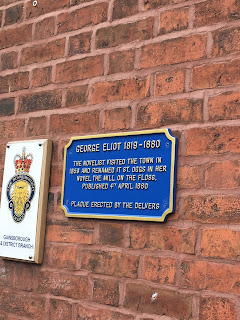 GEORGE ELIOT 1819-1880
THE NOVELIST VISITED THE TOWN IN
1859 AND RENAMED IT ST. OGGS IN HER
NOVEL, THE MILL ON THE FLOSS,
PUBLISHED 4TH APRIL 1860
PLAQUE ERECTED BY THE DELVERS
GAINSBOROUGH
& DISTRICT BRANCH